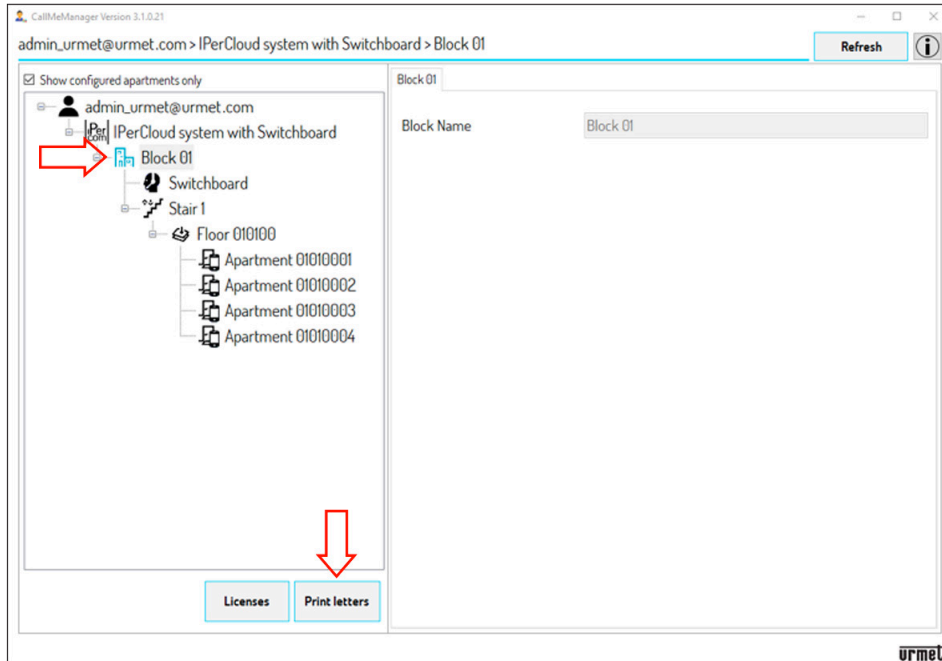 CallMeManager Version 3.1.0.21
admin_urmet@urmet.com > IPerCloud system with Switchboard > Block 01
Refresh
Show configured apartments only
admin_urmet@urmet.com
IPer com IPerCloud system with Switchboard
Block 01
Switchboard
Stair 1
Floor 010100
Apartment 01010001
Apartment 01010002
Apartment 01010003
Apartment 01010004
Licenses
Print letters
Block 01
Block Name
Block 01
urmet